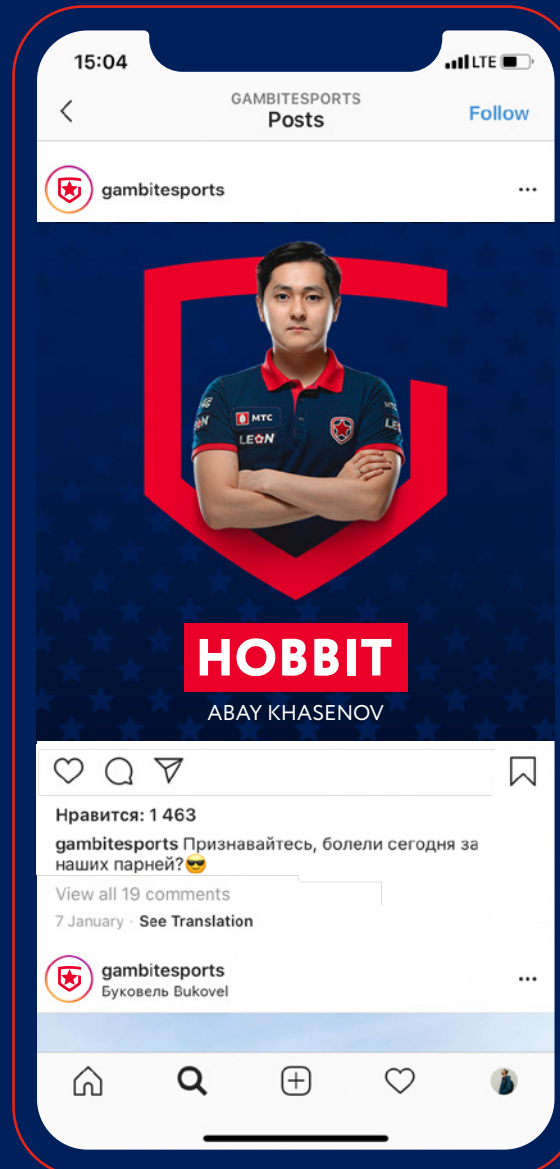 15:04
LTE
GAMBITESPORTS
Posts
Follow
gambitesports
МТС
LEON
HOBBIT
ABAY KHASENOV
Нравится: 1 463
gambitesports Признавайтесь, болели сегодня за
наших парней?😎
View all 19 comments
7 January · See Translation
gambitesports
Буковель Bukovel